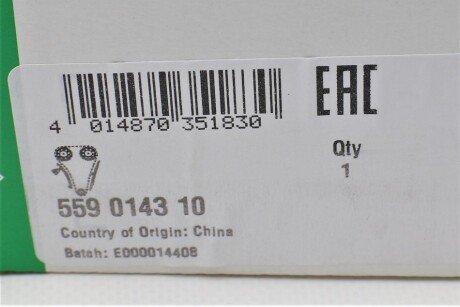 EAC
4 014870 351830
Qty
1
559 0143 10
Country of Origin: China
Batch: E000014408